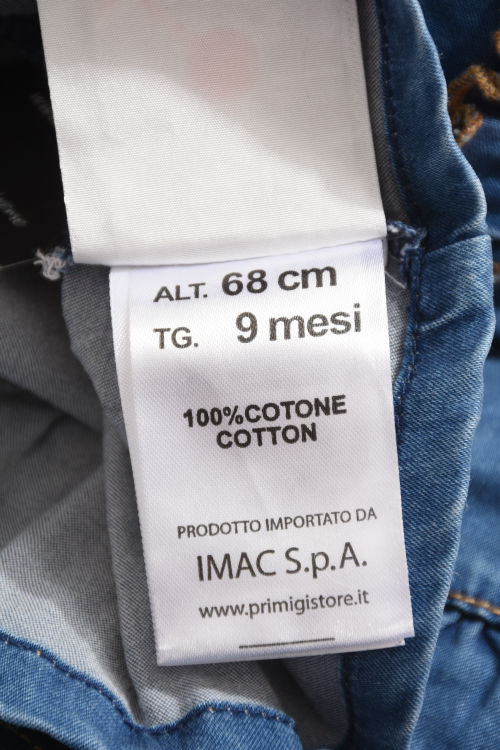 ALT. 68 cm
TG. 9 mesi
100%COTONE
COTTON
PRODOTTO IMPORTATO DA
IMAC S.p.A.
www.primigistore.it